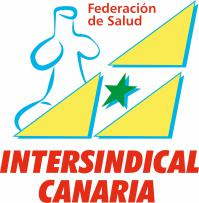 Federación
de Salud
INTERSINDICAL
CANARIA